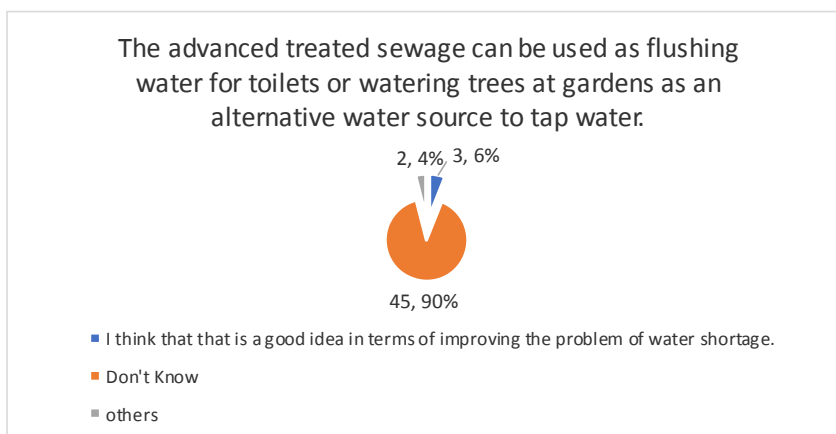 The advanced treated sewage can be used as flushing
water for toilets or watering trees at gardens as an
alternative water source to tap water.
2, 4% 3, 6%
45, 90%
I think that that is a good idea in terms of improving the problem of water shortage.
Don't Know
others